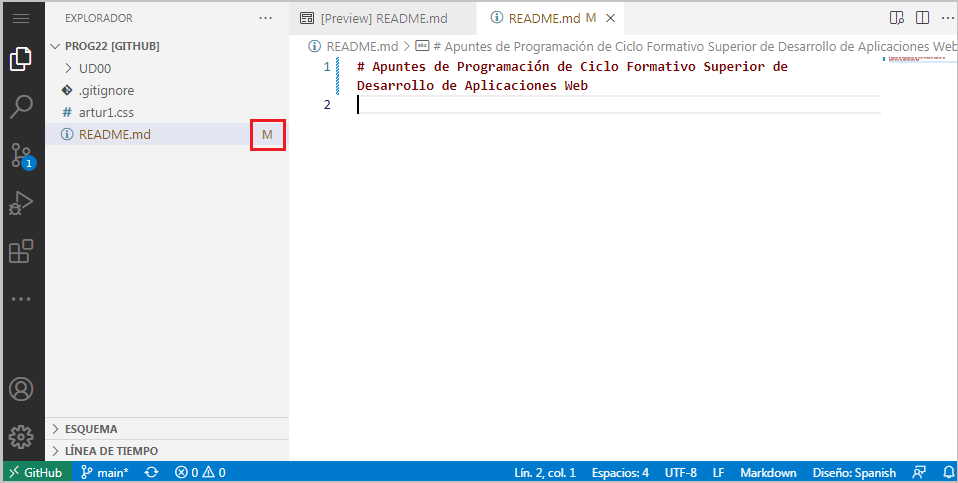 EXPLORADOR
PROG22 [GITHUB]
UD00
.gitignore
# artur1.css
README.md M
1
ESQUEMA
LÍNEA DE TIEMPO
[Preview] README.md
README.md M
README.md > abc # Apuntes de Programación de Ciclo Formativo Superior de Desarrollo de Aplicaciones Web
1 # Apuntes de Programación de Ciclo Formativo Superior de
Desarrollo de Aplicaciones Web
2
GitHub main* 0 0 Lín. 2, col. 1 Espacios: 4 UTF-8 LF Markdown Diseño: Spanish